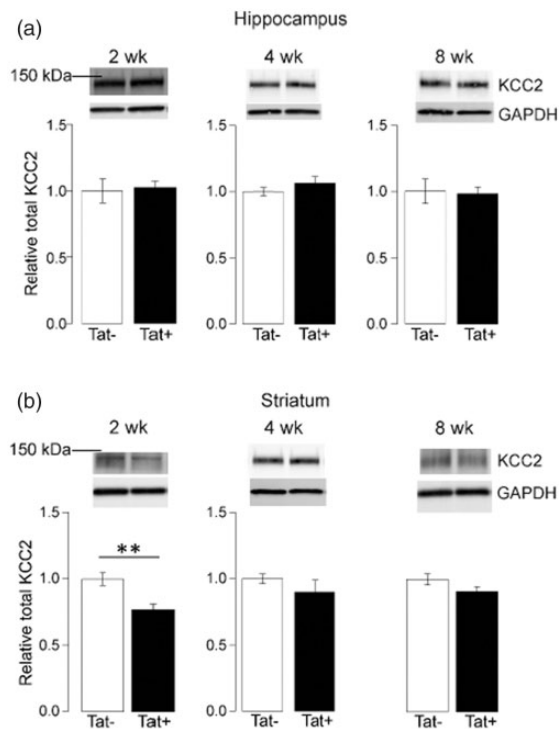 (a)
Hippocampus
2 wk 4 wk 8 wk
150 kDa
KCC2
GAPDH
1.5 1.5 1.5
1.0 1.0 1.0
0.5 0.5 0.5
0.0 0.0 0.0
Relative total KCC2
Tat- Tat+ Tat- Tat+ Tat- Tat+
(b)
Striatum
2 wk 4 wk 8 wk
150 kDa
KCC2
GAPDH
1.5 1.5 1.5
**
1.0 1.0 1.0
0.5 0.5 0.5
0.0 0.0 0.0
Relative total KCC2
Tat- Tat+ Tat- Tat+ Tat- Tat+